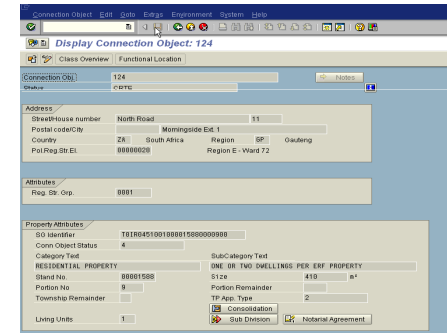 Connection Object Edit Goto Extras Environment System Help
Display Connection Object: 124
Class Overview Functional Location
Connection Obj. 124 Notes
Status CRTE
Address
Street/House number North Road 11
Postal code/City Morningside Ext. 1
Country ZA South Africa Region GP Gauteng
Pol.Reg.Str.El. 00000020 Region E - Ward 72
Attributes
Reg. Str. Grp. 0001
Property Attributes
SG Identifier
Conn Object Status 4
Category Text SubCategory Text
RESIDENTIAL PROPERTY ONE OR TWO DWELLINGS PER ERF PROPERTY
Stand No. 00001588 Size 410 m²
Portion No 9 Portion Remainder
Township Remainder TP App. Type 2
Consolidation
Living Units 1 Sub Division Notarial Agreement